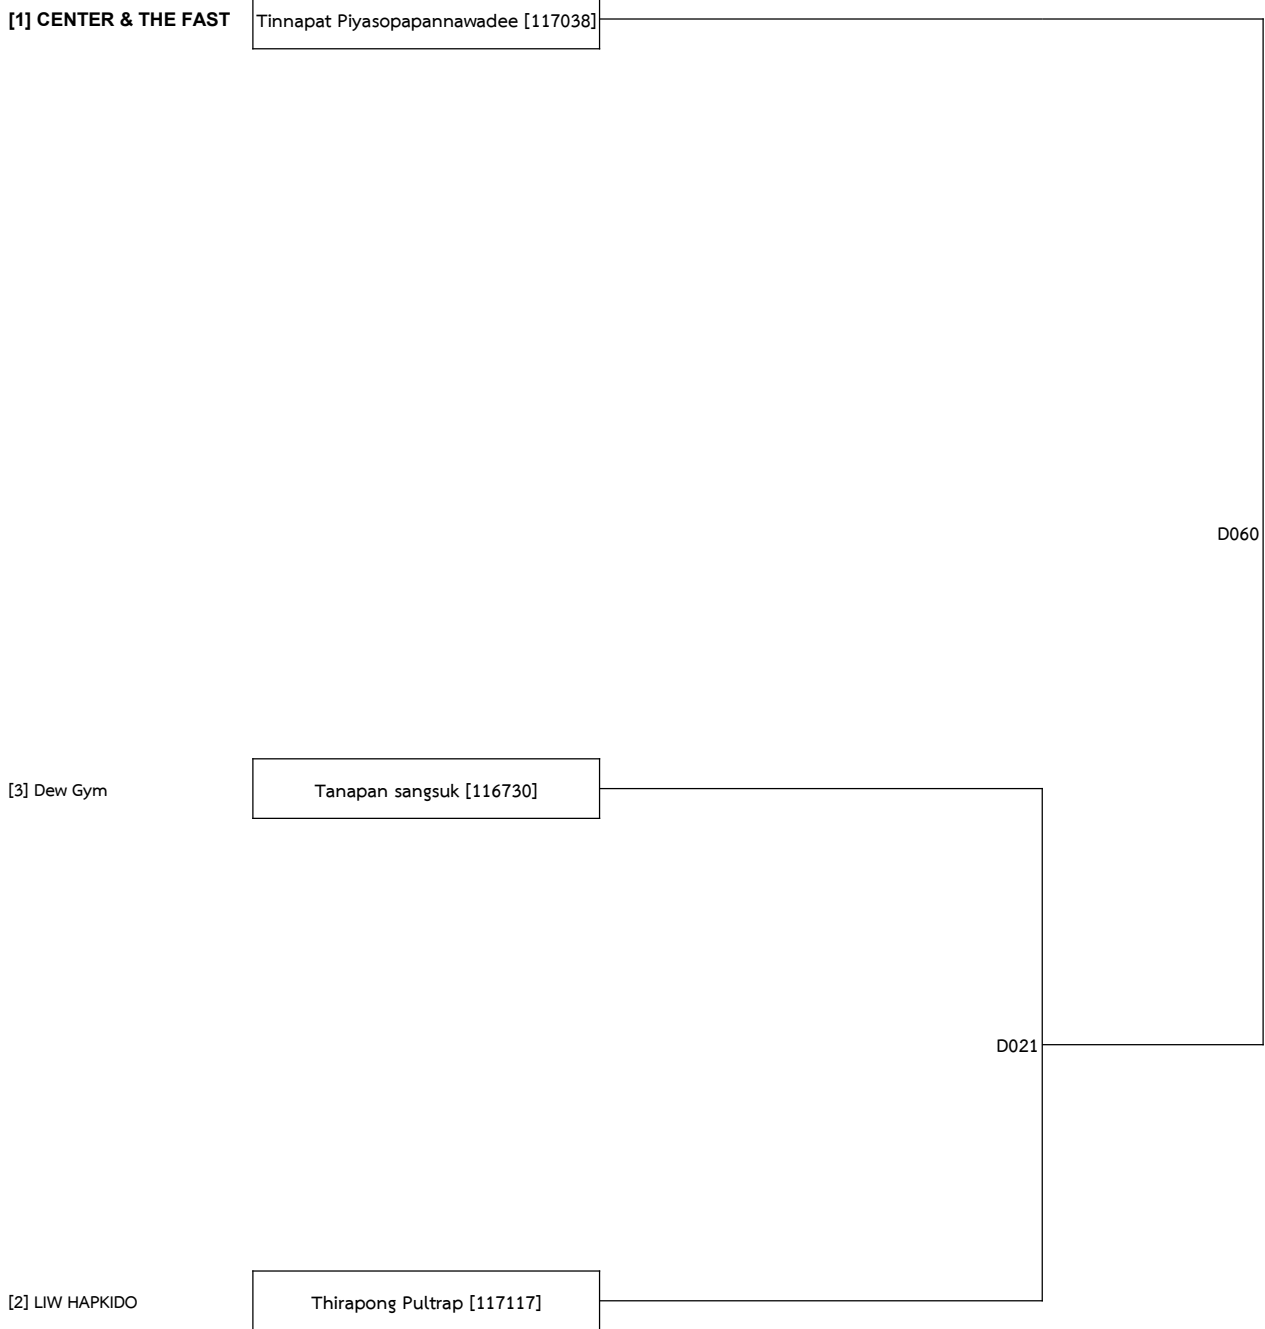 [1] CENTER & THE FAST
Tinnapat Piyasopapannawadee [117038]
D060
[3] Dew Gym
Tanapan sangsuk [116730]
D021
[2] LIW HAPKIDO
Thirapong Pultrap [117117]